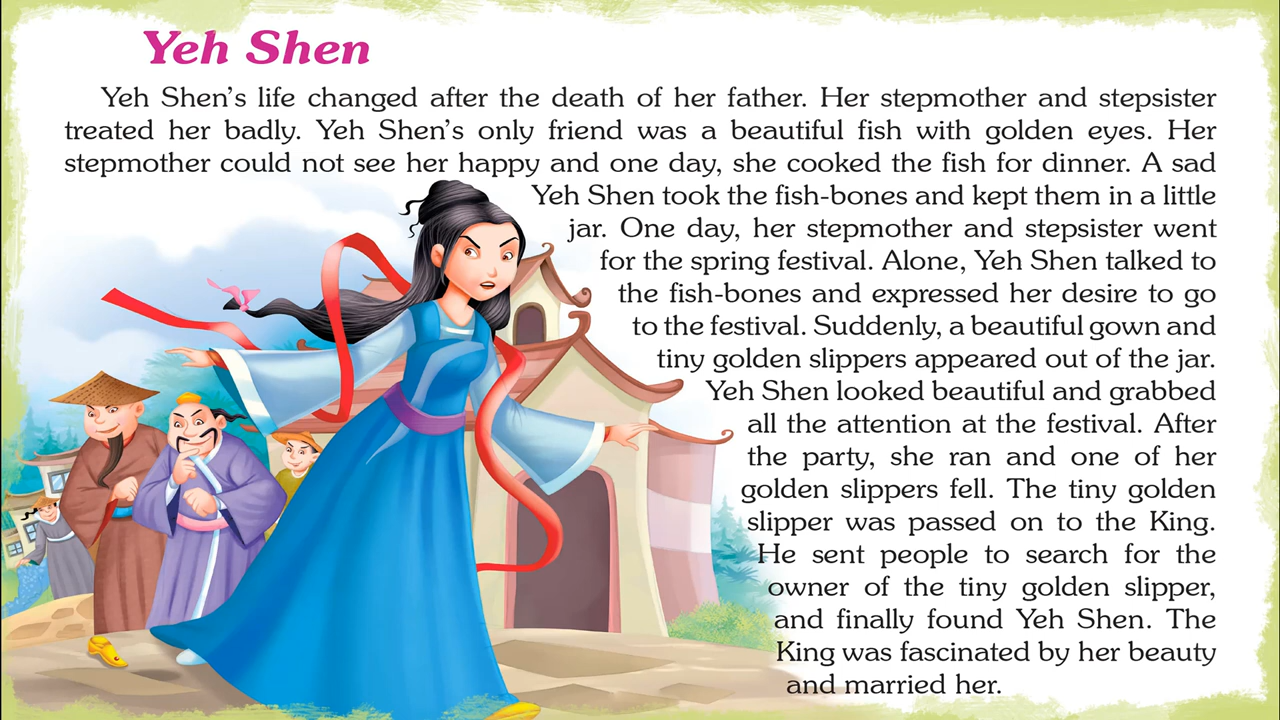 Yeh Shen
Yeh Shen’s life changed after the death of her father. Her stepmother and stepsister
treated her badly. Yeh Shen’s only friend was a beautiful fish with golden eyes. Her
stepmother could not see her happy and one day, she cooked the fish for dinner. A sad
Yeh Shen took the fish-bones and kept them in a little
jar. One day, her stepmother and stepsister went
for the spring festival. Alone, Yeh Shen talked to
the fish-bones and expressed her desire to go
to the festival. Suddenly, a beautiful gown and
tiny golden slippers appeared out of the jar.
Yeh Shen looked beautiful and grabbed
all the attention at the festival. After
the party, she ran and one of her
golden slippers fell. The tiny golden
slipper was passed on to the King.
He sent people to search for the
owner of the tiny golden slipper,
and finally found Yeh Shen. The
King was fascinated by her beauty
and married her.